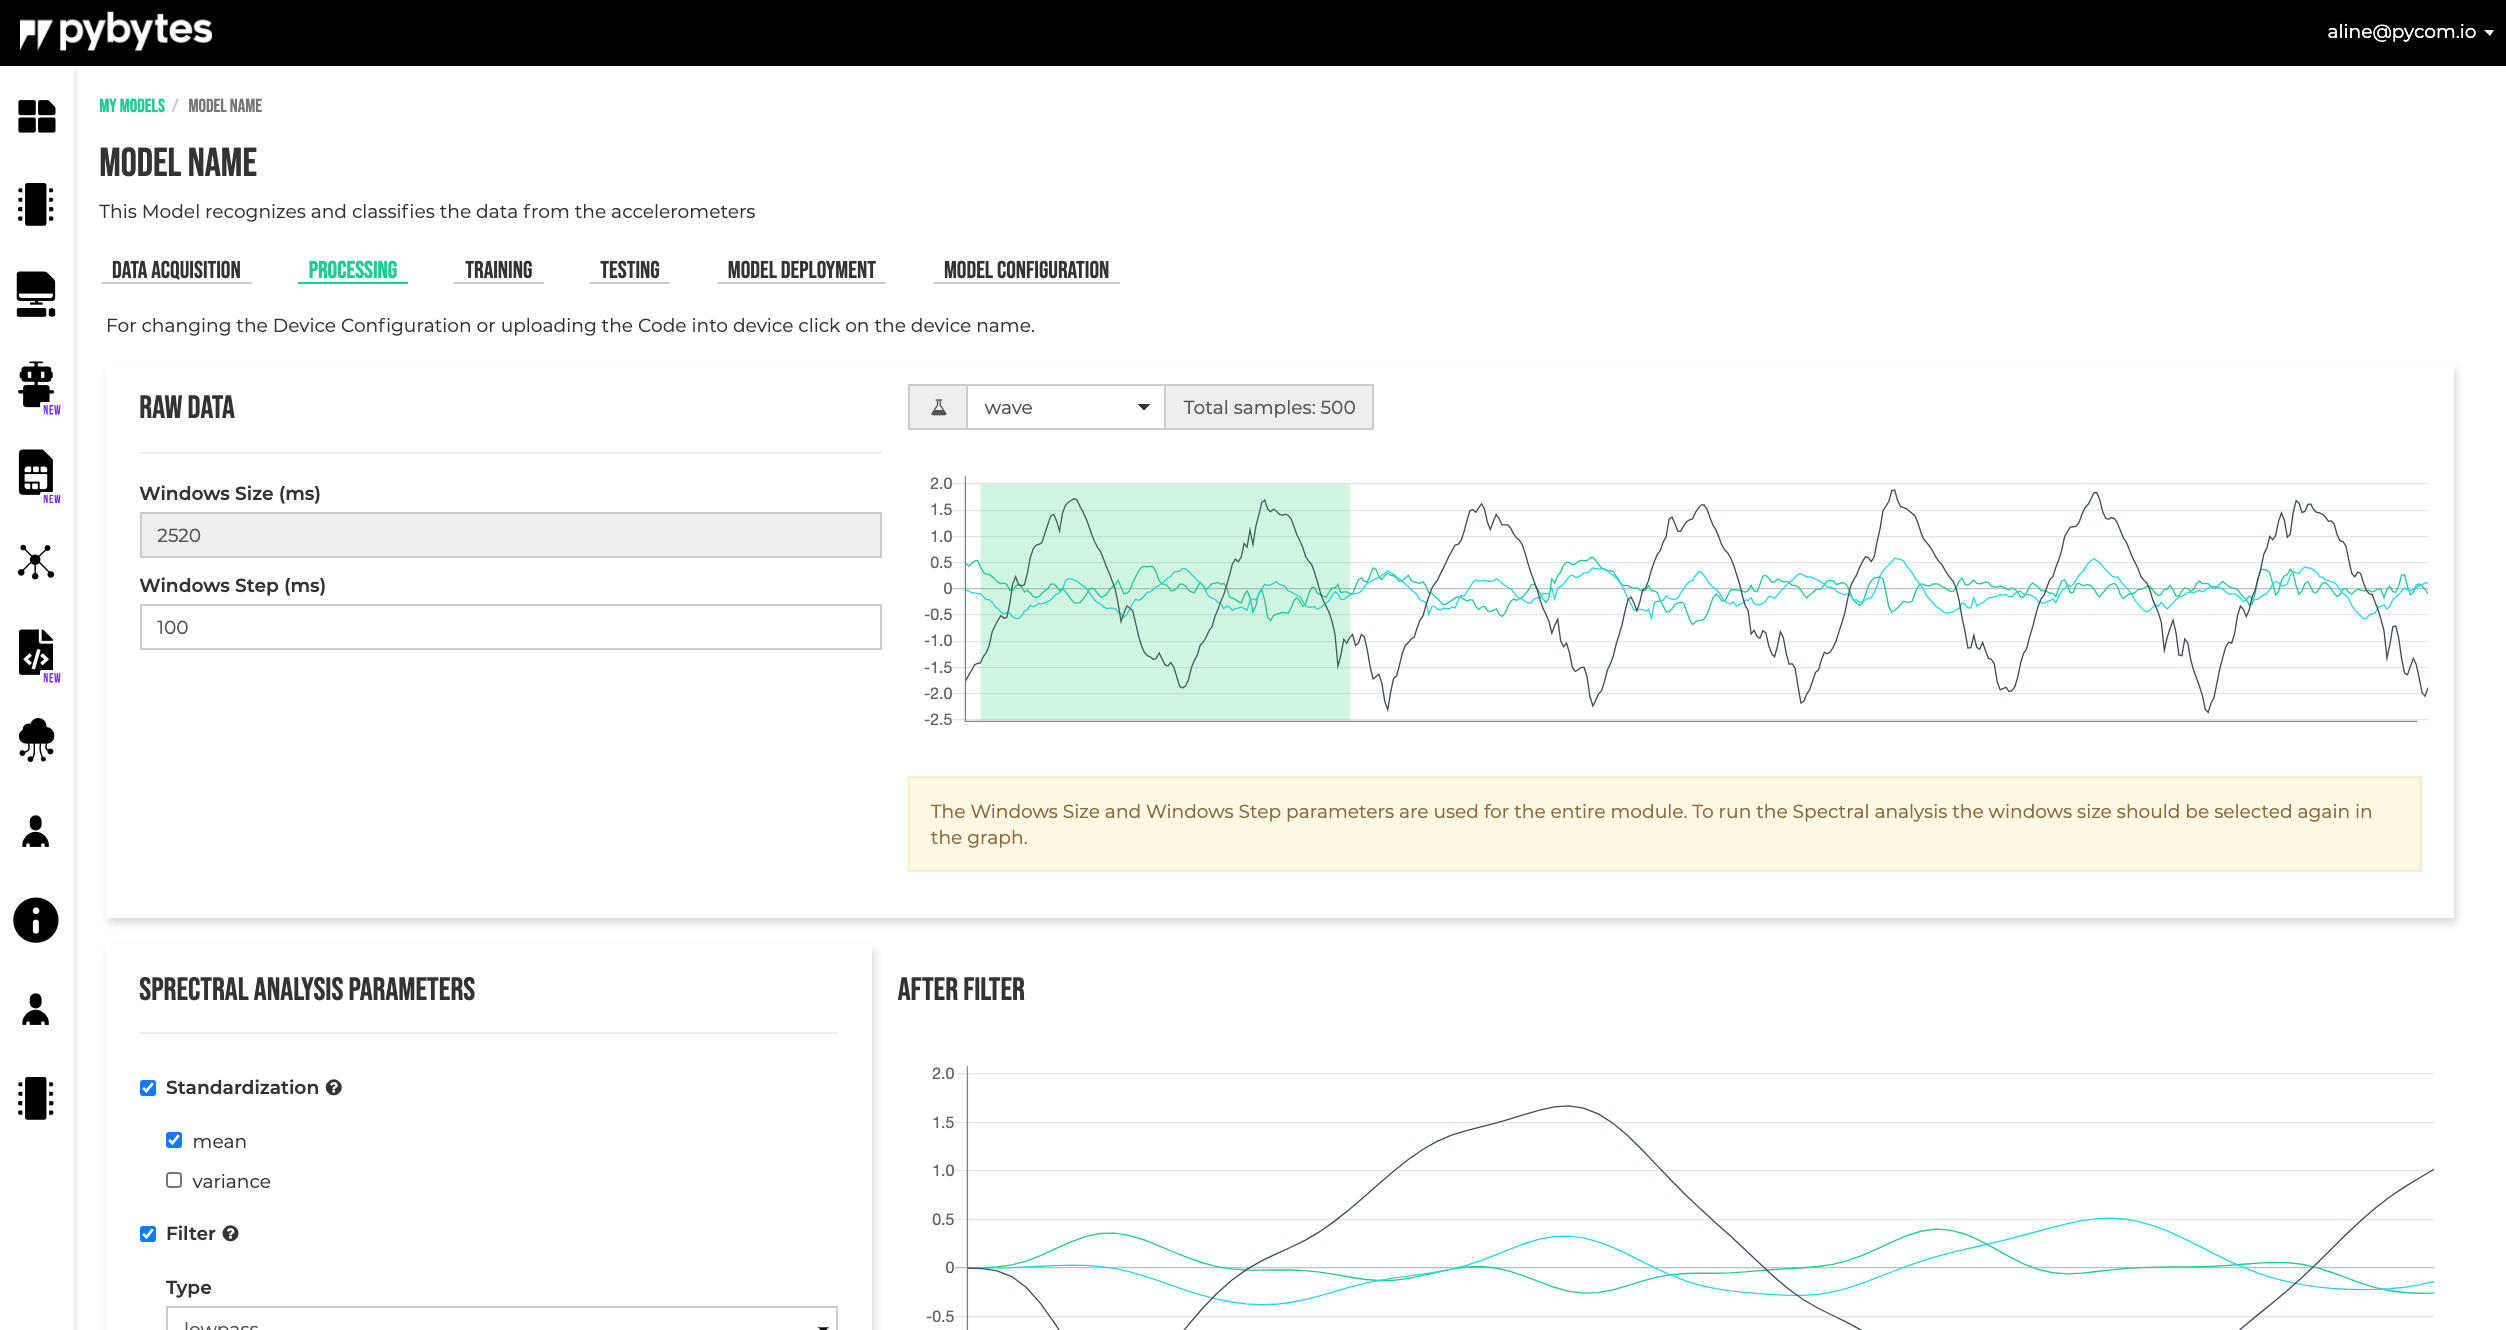 pybytes
aline@pycom.io
MY MODELS / MODEL NAME
MODEL NAME
This Model recognizes and classifies the data from the accelerometers
DATA ACQUISITION PROCESSING TRAINING TESTING MODEL DEPLOYMENT MODEL CONFIGURATION
For changing the Device Configuration or uploading the Code into device click on the device name.
NEW
NEW
NEW
RAW DATA
Windows Size (ms)
2520
Windows Step (ms)
100
wave Total samples: 500
2.0
1.5
1.0
0.5
0
-0.5
-1.0
-1.5
-2.0
-2.5
The Windows Size and Windows Step parameters are used for the entire module. To run the Spectral analysis the windows size should be selected again in
the graph.
SPRECTRAL ANALYSIS PARAMETERS
Standardization
mean
variance
Filter
Type
lowpass
AFTER FILTER
2.0
1.5
1.0
0.5
0
-0.5